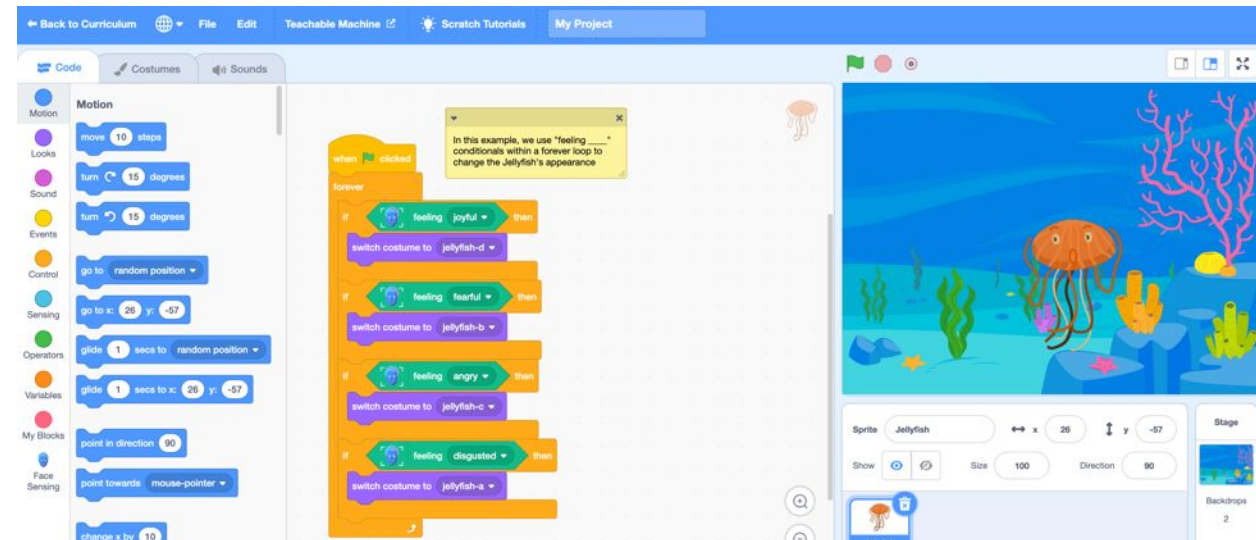 ← Back to Curriculum File Edit Teachable Machine Scratch Tutorials My Project
Code Costumes Sounds
Motion
Looks
Sound
Events
Control
Sensing
Operators
Variables
My Blocks
Face
Sensing
Motion
move 10 steps
turn 15 degrees
turn 15 degrees
go to random position
go to x: 26 y: -57
glide 1 secs to random position
glide 1 secs to x: 26 y: -57
point in direction 90
point towards mouse-pointer
change x by 10
In this example, we use "feeling ____"
conditionals within a forever loop to
change the Jellyfish's appearance
when clicked
forever
if feeling joyful then
switch costume to jellyfish-d
if feeling fearful then
switch costume to jellyfish-b
if feeling angry then
switch costume to jellyfish-c
if feeling disgusted then
switch costume to jellyfish-a
Sprite Jellyfish x 26 y -57
Show Size 100 Direction 90
Stage
Backdrops
2